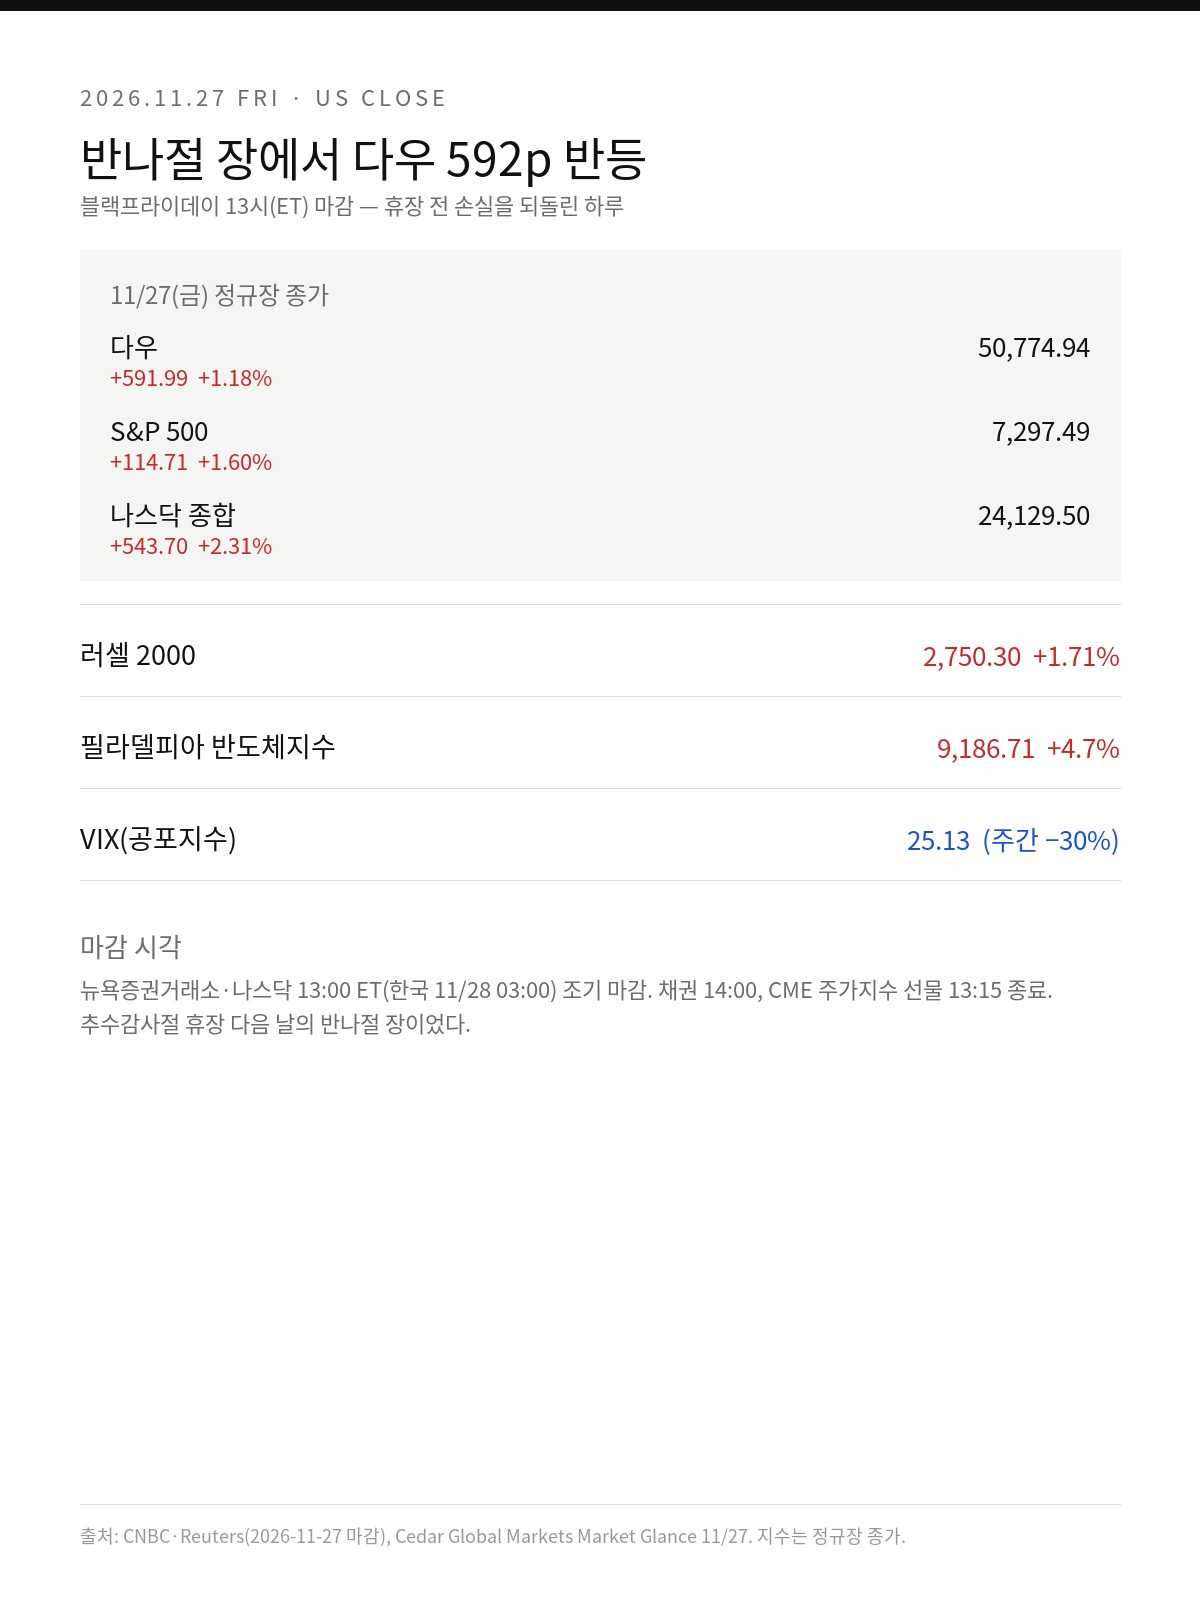 2026.11.27 FRI · US CLOSE
반나절 장에서 다우 592p 반등
블랙프라이데이 13시(ET) 마감 — 휴장 전 손실을 되돌린 하루
11/27(금) 정규장 종가
다우 50,774.94
+591.99 +1.18%
S&P 500 7,297.49
+114.71 +1.60%
나스닥 종합 24,129.50
+543.70 +2.31%
러셀 2000 2,750.30 +1.71%
필라델피아 반도체지수 9,186.71 +4.7%
VIX(공포지수) 25.13 (주간 −30%)
마감 시각
뉴욕증권거래소·나스닥 13:00 ET(한국 11/28 03:00) 조기 마감. 채권 14:00, CME 주가지수 선물 13:15 종료.
추수감사절 휴장 다음 날의 반나절 장이었다.
출처: CNBC·Reuters(2026-11-27 마감), Cedar Global Markets Market Glance 11/27. 지수는 정규장 종가.